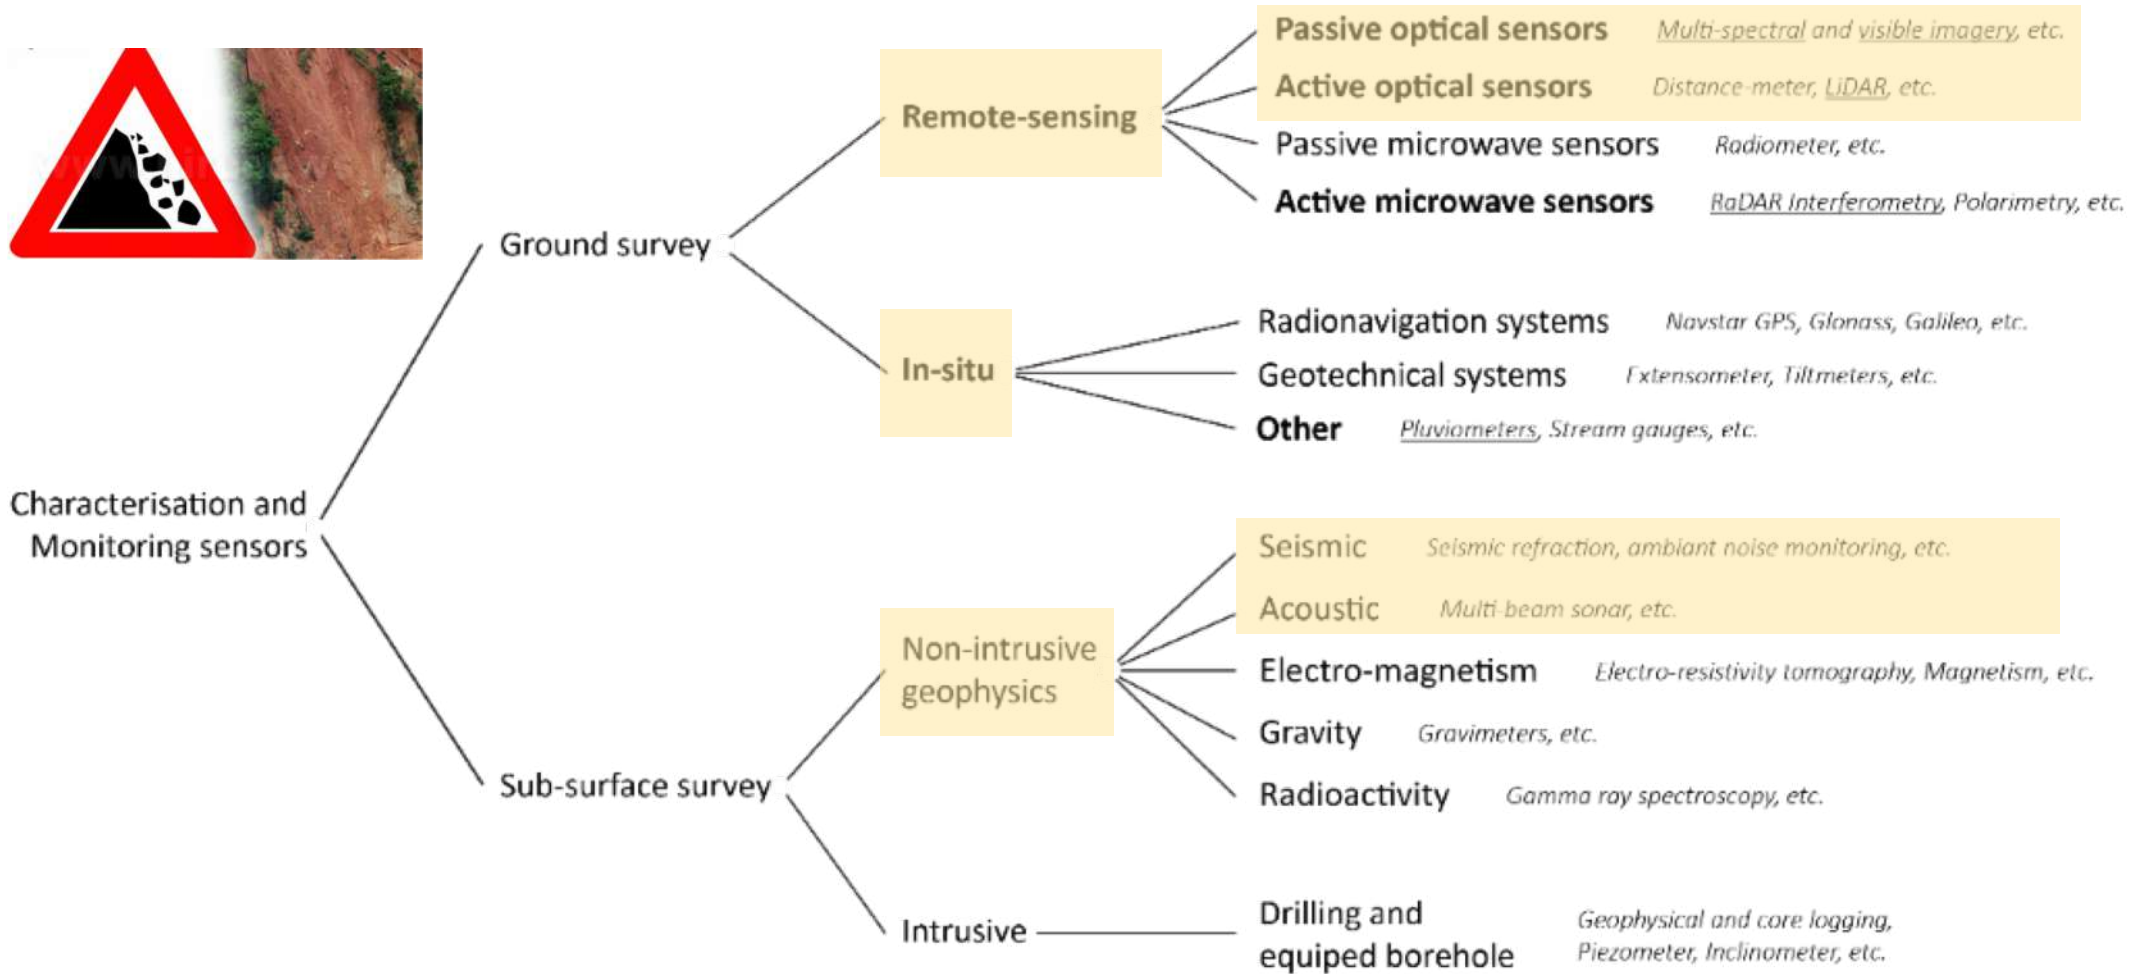 Passive optical sensors Multi-spectral and visible imagery, etc.
Active optical sensors Distance-meter, LiDAR, etc.
Remote-sensing
Passive microwave sensors Radiometer, etc.
Active microwave sensors RaDAR Interferometry, Polarimetry, etc.
Ground survey
Radionavigation systems Navstar GPS, Glonass, Galileo, etc.
In-situ
Geotechnical systems Extensometer, Tiltmeters, etc.
Other Pluviometers, Stream gauges, etc.
Characterisation and
Monitoring sensors
Seismic Seismic refraction, ambiant noise monitoring, etc.
Acoustic Multi-beam sonar, etc.
Non-intrusive
geophysics
Electro-magnetism Electro-resistivity tomography, Magnetism, etc.
Gravity Gravimeters, etc.
Sub-surface survey
Radioactivity Gamma ray spectroscopy, etc.
Intrusive
Drilling and
equiped borehole
Geophysical and core logging,
Piezometer, Inclinometer, etc.